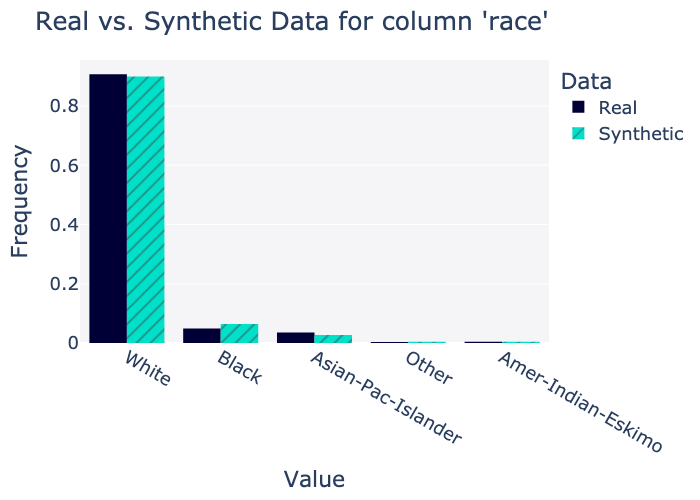 Real vs. Synthetic Data for column 'race'
Data
Real
Synthetic
Frequency
0.8
0.6
0.4
0.2
0
White
Black
Asian-Pac-Islander
Other
Amer-Indian-Eskimo
Value